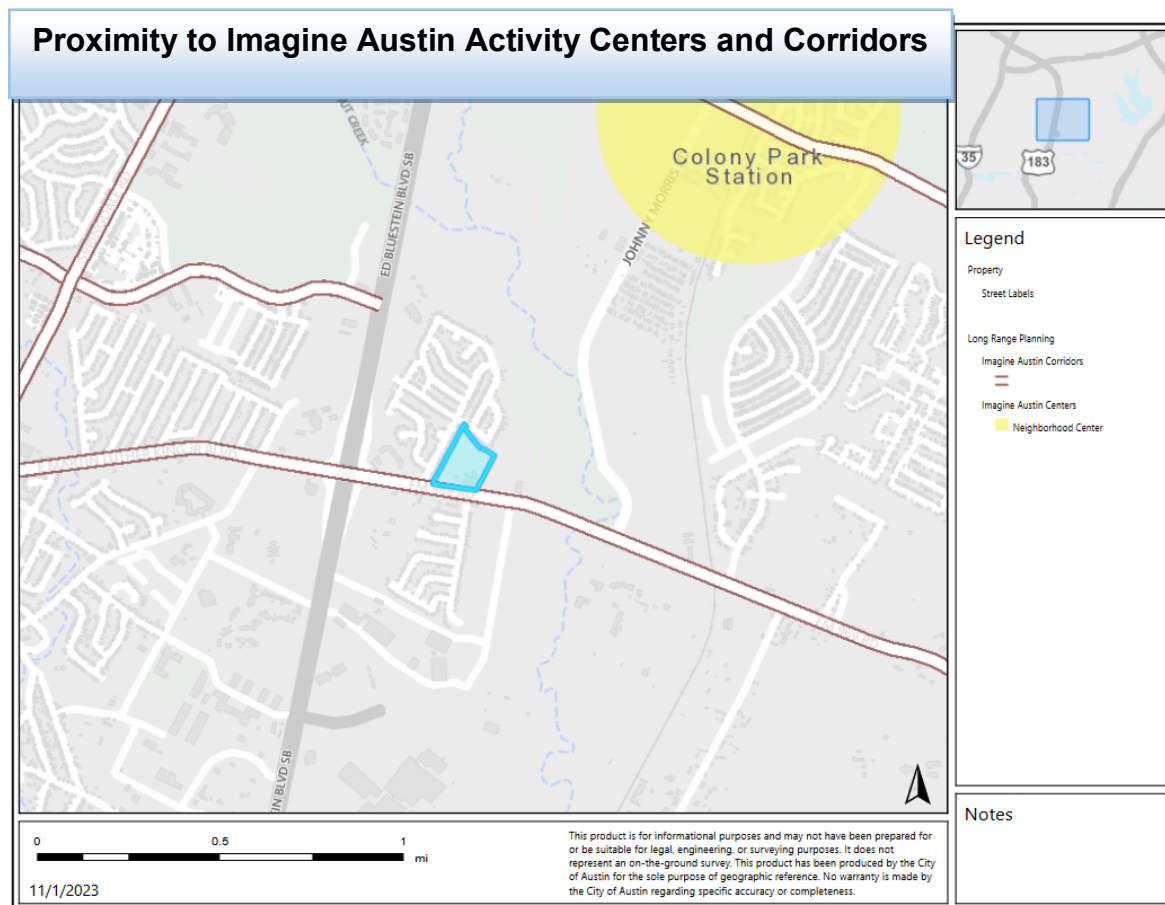 Proximity to Imagine Austin Activity Centers and Corridors
ED BLUESTEIN BLVD SB
JOHNNY MORRIS
Colony Park
Station
35
183
Legend
Property
Street Labels
Long Range Planning
Imagine Austin Corridors
Imagine Austin Centers
Neighborhood Center
IN BLVD SB
Notes
0 0.5 1
mi
11/1/2023
This product is for informational purposes and may not have been prepared for
or be suitable for legal, engineering, or surveying purposes. It does not
represent an on-the-ground survey. This product has been produced by the City
of Austin for the sole purpose of geographic reference. No warranty is made by
the City of Austin regarding specific accuracy or completeness.